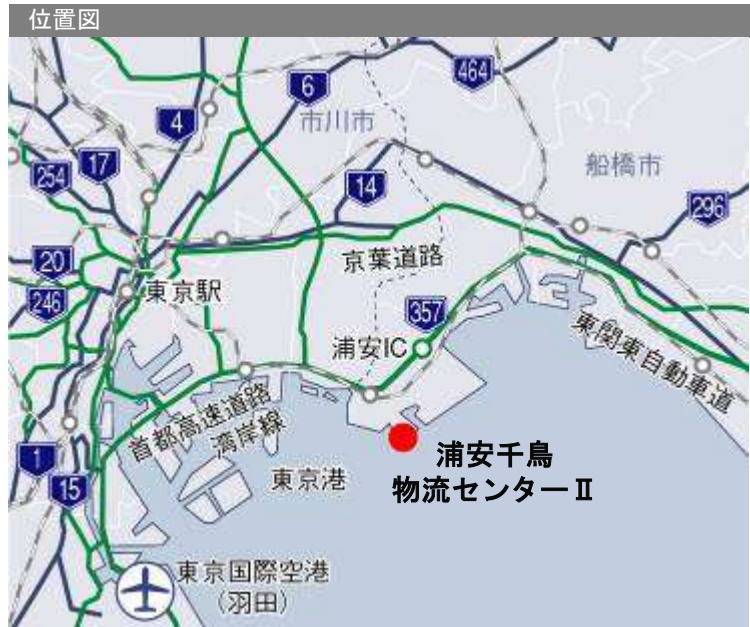 位置図
6
464
4
市川市
17
船橋市
254
14
296
20
京葉道路
東京駅
246
357
浦安IC
東関東自動車道
首都高速道路
湾岸線
浦安千鳥
物流センターⅡ
1
東京港
15
東京国際空港
(羽田)